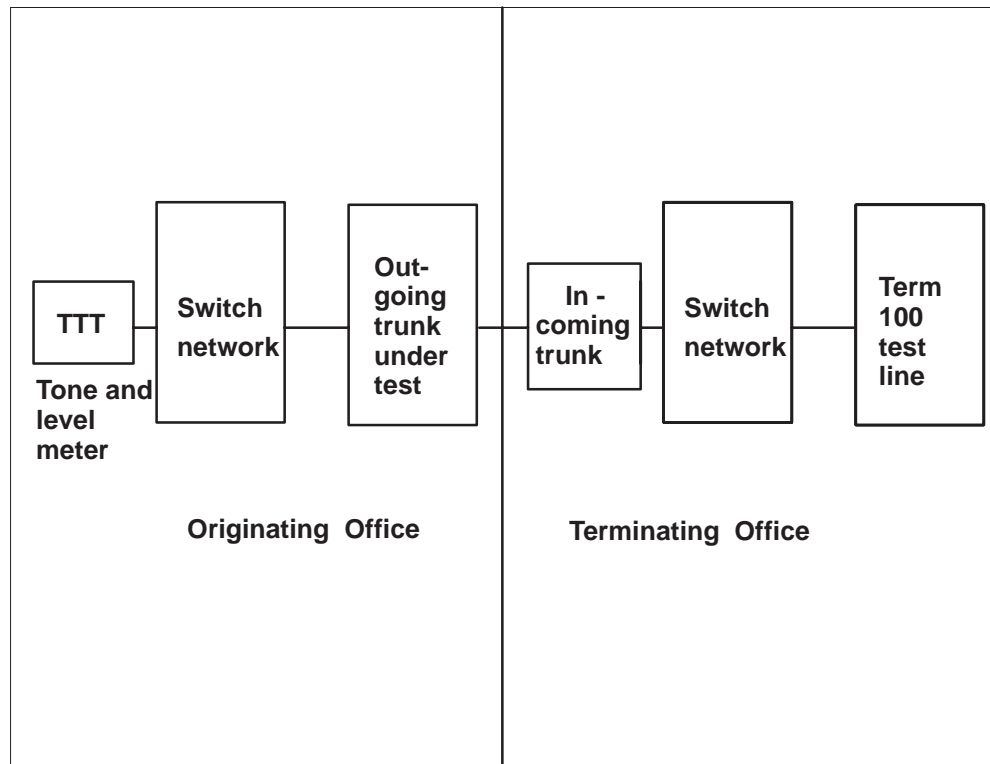 TTT
Tone and
level
meter
Switch
network
Out-
going
trunk
under
test
Originating Office
In -
coming
trunk
Switch
network
Term
100
test
line
Terminating Office